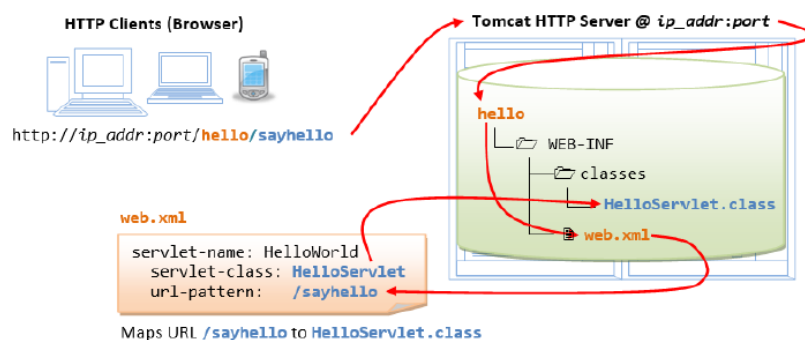 HTTP Clients (Browser)
Tomcat HTTP Server @ ip_addr:port
http://ip_addr:port/hello/sayhello
hello
WEB-INF
classes
HelloServlet.class
web.xml
web.xml
servlet-name: HelloWorld
servlet-class: HelloServlet
url-pattern: /sayhello
Maps URL /sayhello to HelloServlet.class